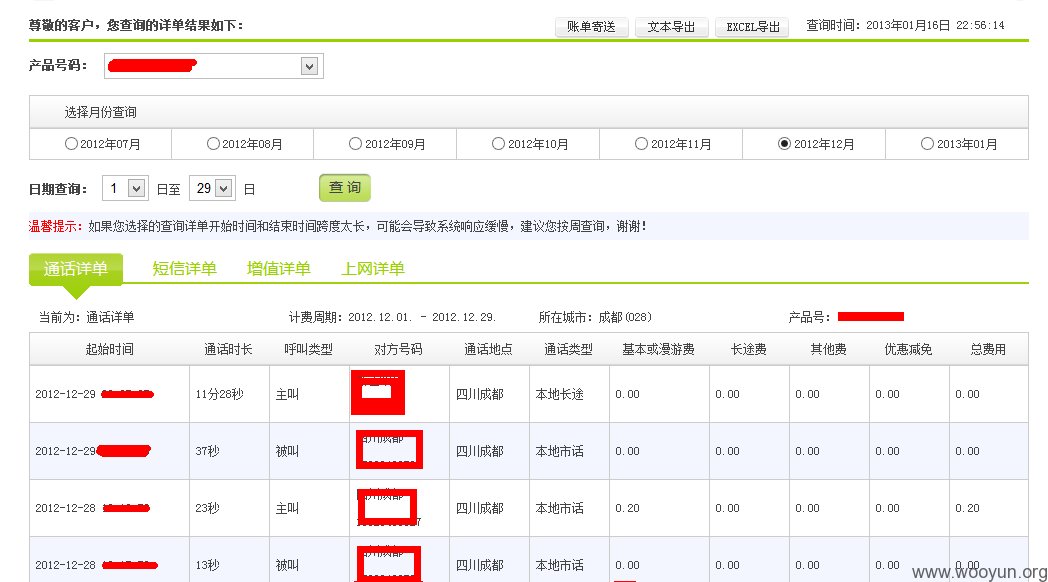 尊敬的客户，您查询的详单结果如下： 账单寄送 文本导出 EXCEL导出 查询时间：2013年01月16日 22:56:14
产品号码：
选择月份查询
2012年07月 2012年08月 2012年09月 2012年10月 2012年11月 2012年12月 2013年01月
日期查询： 1 日至 29 日 查 询
温馨提示：如果您选择的查询详单开始时间和结束时间跨度太长，可能会导致系统响应缓慢，建议您按周查询，谢谢！
通话详单 短信详单 增值详单 上网详单
当前为：通话详单 计费周期：2012.12.01. - 2012.12.29. 所在城市：成都(028) 产品号：
起始时间 通话时长 呼叫类型 对方号码 通话地点 通话类型 基本或漫游费 长途费 其他费 优惠减免 总费用
2012-12-29 11分28秒 主叫 四川成都 本地长途 0.00 0.00 0.00 0.00 0.00
2012-12-29 37秒 被叫 四川成都 本地市话 0.00 0.00 0.00 0.00 0.00
2012-12-28 23秒 主叫 四川成都 本地市话 0.20 0.00 0.00 0.00 0.20
2012-12-28 13秒 被叫 四川成都 本地市话 0.00 0.00 0.00 0.00 0.00
www.wooyun.org